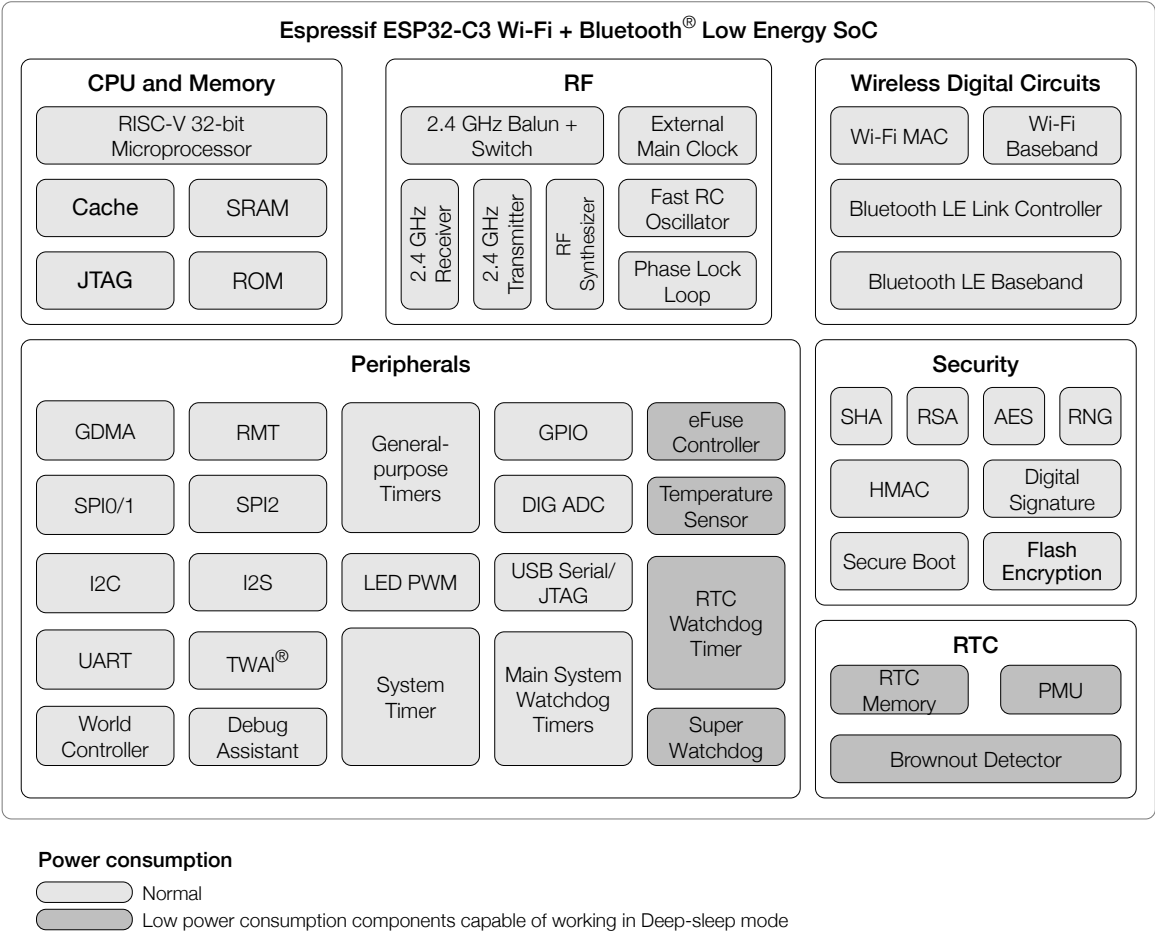 Espressif ESP32-C3 Wi-Fi + Bluetooth® Low Energy SoC
CPU and Memory
RISC-V 32-bit
Microprocessor
Cache
SRAM
JTAG
ROM
RF
2.4 GHz Balun +
Switch
External
Main Clock
2.4 GHz
Receiver
2.4 GHz
Transmitter
RF
Synthesizer
Fast RC
Oscillator
Phase Lock
Loop
Wireless Digital Circuits
Wi-Fi MAC
Wi-Fi
Baseband
Bluetooth LE Link Controller
Bluetooth LE Baseband
Peripherals
GDMA
RMT
General-
purpose
Timers
GPIO
eFuse
Controller
SPI0/1
SPI2
DIG ADC
Temperature
Sensor
I2C
I2S
LED PWM
USB Serial/
JTAG
RTC
Watchdog
Timer
UART
TWAI®
System
Timer
Main System
Watchdog
Timers
World
Controller
Debug
Assistant
Super
Watchdog
Security
SHA
RSA
AES
RNG
HMAC
Digital
Signature
Secure Boot
Flash
Encryption
RTC
RTC
Memory
PMU
Brownout Detector
Power consumption
Normal
Low power consumption components capable of working in Deep-sleep mode